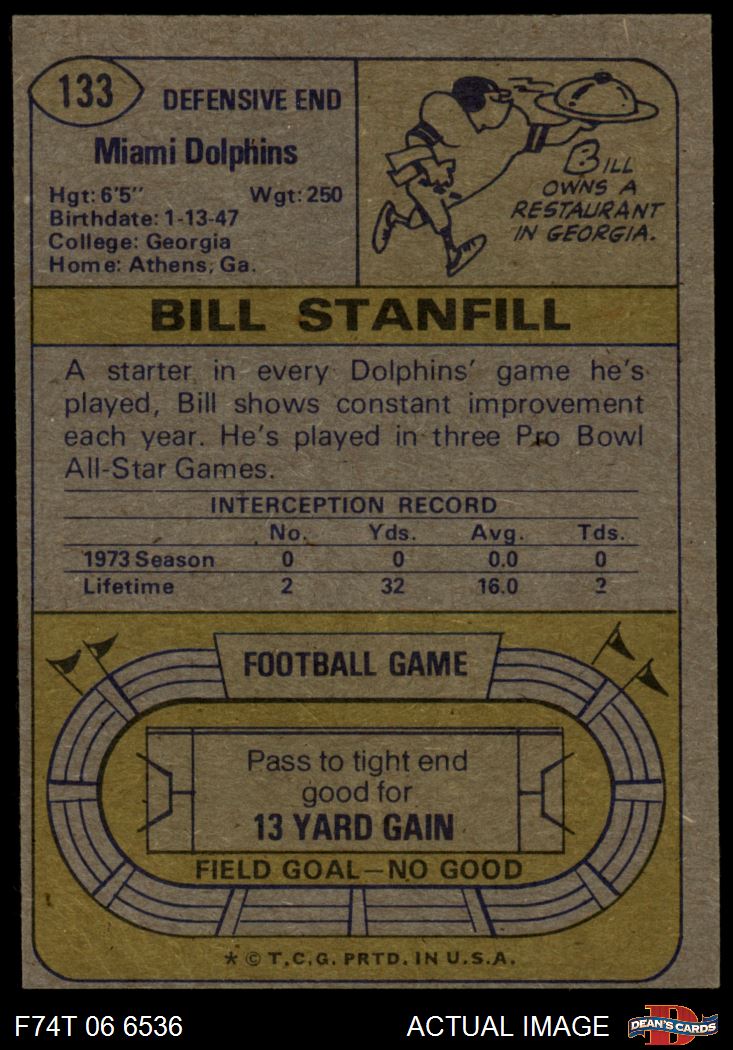 133
DEFENSIVE END
Miami Dolphins
Hgt: 6'5" Wgt: 250
Birthdate: 1-13-47
College: Georgia
Home: Athens, Ga.
BILL
OWNS A
RESTAURANT
IN GEORGIA.
BILL STANFILL
A starter in every Dolphins' game he's
played, Bill shows constant improvement
each year. He's played in three Pro Bowl
All-Star Games.
INTERCEPTION RECORD
No. Yds. Avg. Tds.
1973 Season 0 0 0.0 0
Lifetime 2 32 16.0 2
FOOTBALL GAME
Pass to tight end
good for
13 YARD GAIN
FIELD GOAL—NO GOOD
* © T.C.G. PRTD. IN U.S.A.
F74T 06 6536 ACTUAL IMAGE
D
DEAN'S CARDS